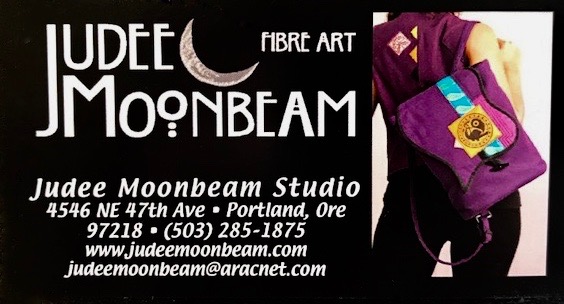 JUDEE
FIBRE ART
MOONBEAM
Judee Moonbeam Studio
4546 NE 47th Ave • Portland, Ore
97218 • (503) 285-1875
www.judeemoonbeam.com
judeemoonbeam@aracnet.com